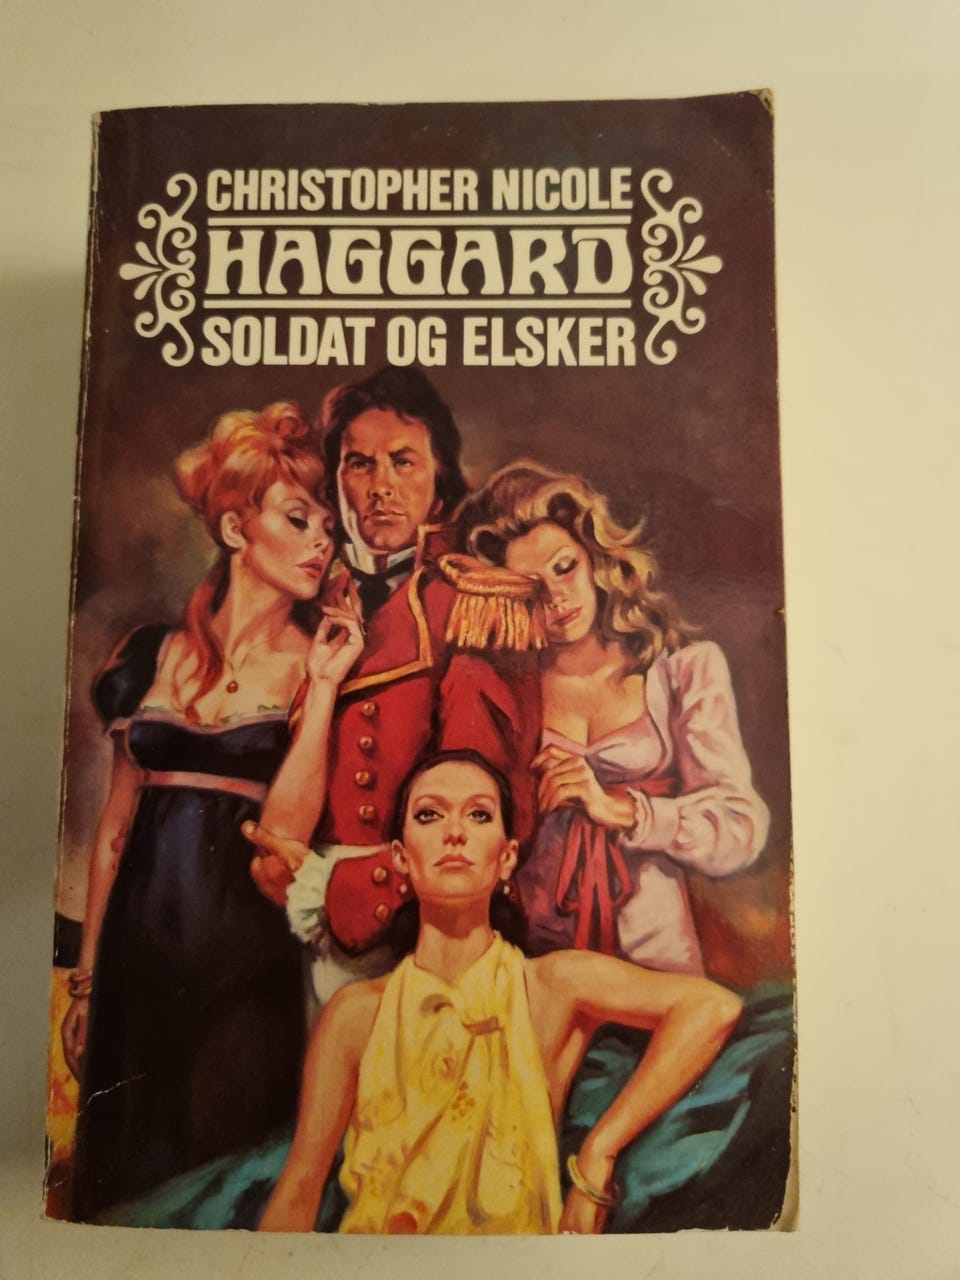 CHRISTOPHER NICOLE
HAGGARD
SOLDAT OG ELSKER